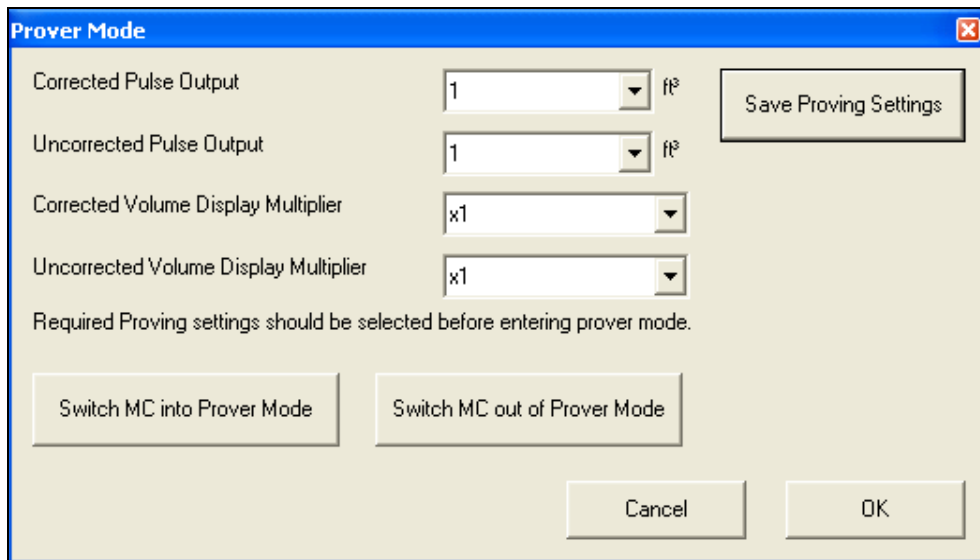 Prover Mode
Corrected Pulse Output 1 ft³ Save Proving Settings
Uncorrected Pulse Output 1 ft³
Corrected Volume Display Multiplier x1
Uncorrected Volume Display Multiplier x1
Required Proving settings should be selected before entering prover mode.
Switch MC into Prover Mode Switch MC out of Prover Mode
Cancel OK